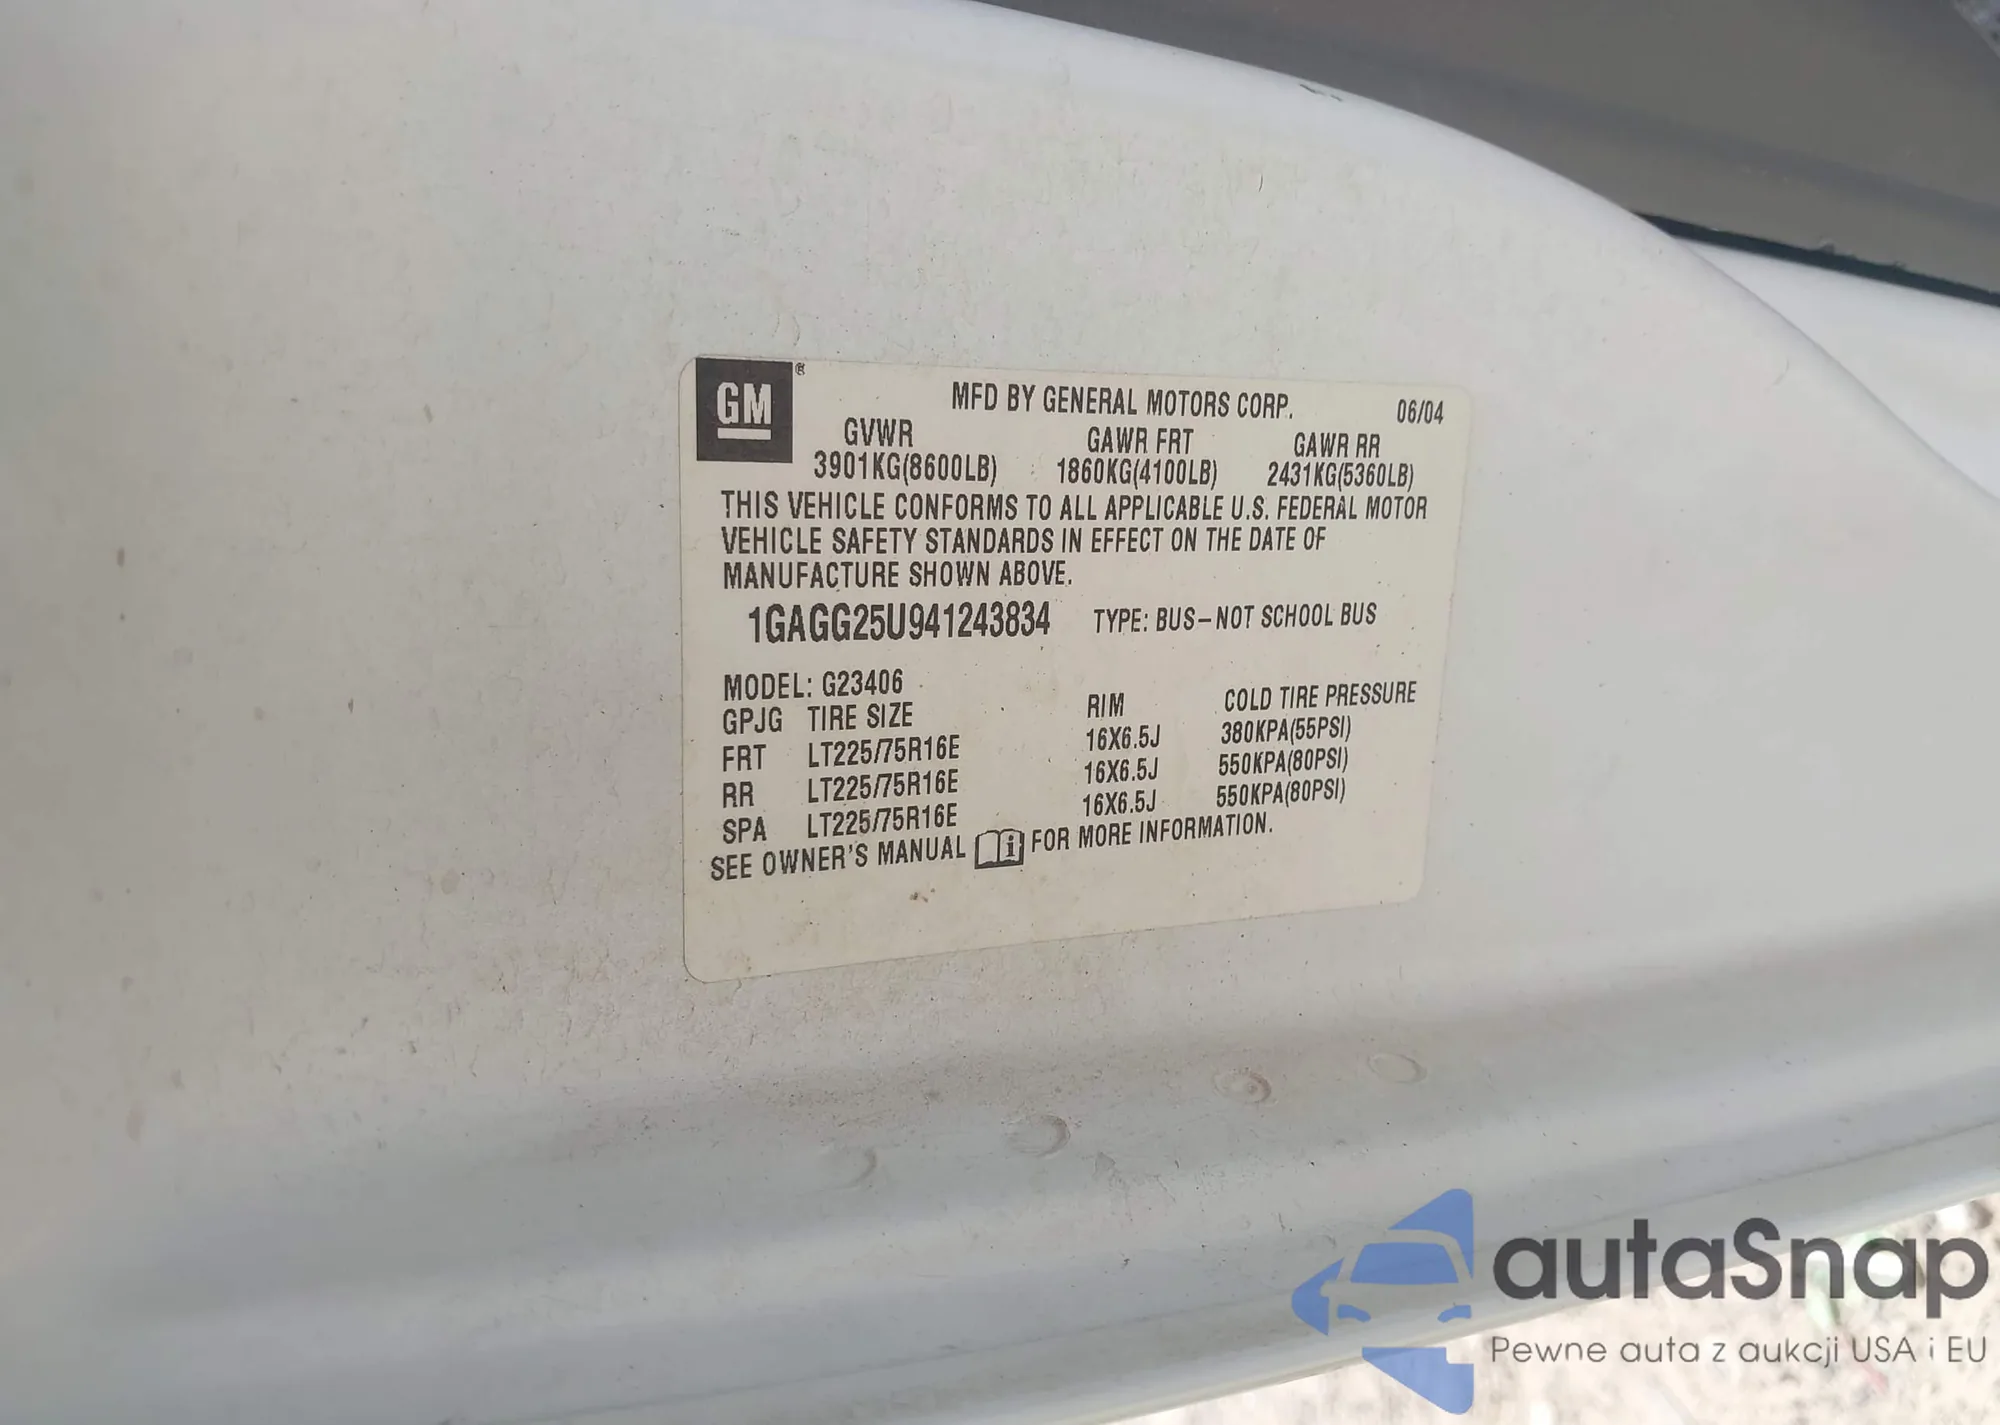 GM®
MFD BY GENERAL MOTORS CORP. 06/04
GVWR GAWR FRT GAWR RR
3901KG(8600LB) 1860KG(4100LB) 2431KG(5360LB)
THIS VEHICLE CONFORMS TO ALL APPLICABLE U.S. FEDERAL MOTOR
VEHICLE SAFETY STANDARDS IN EFFECT ON THE DATE OF
MANUFACTURE SHOWN ABOVE.
1GAGG25U941243834 TYPE: BUS-NOT SCHOOL BUS
MODEL: G23406
GPJG TIRE SIZE RIM COLD TIRE PRESSURE
FRT LT225/75R16E 16X6.5J 380KPA(55PSI)
RR LT225/75R16E 16X6.5J 550KPA(80PSI)
SPA LT225/75R16E 16X6.5J 550KPA(80PSI)
SEE OWNER'S MANUAL i FOR MORE INFORMATION.
autaSnap
Pewne auta z aukcji USA i EU